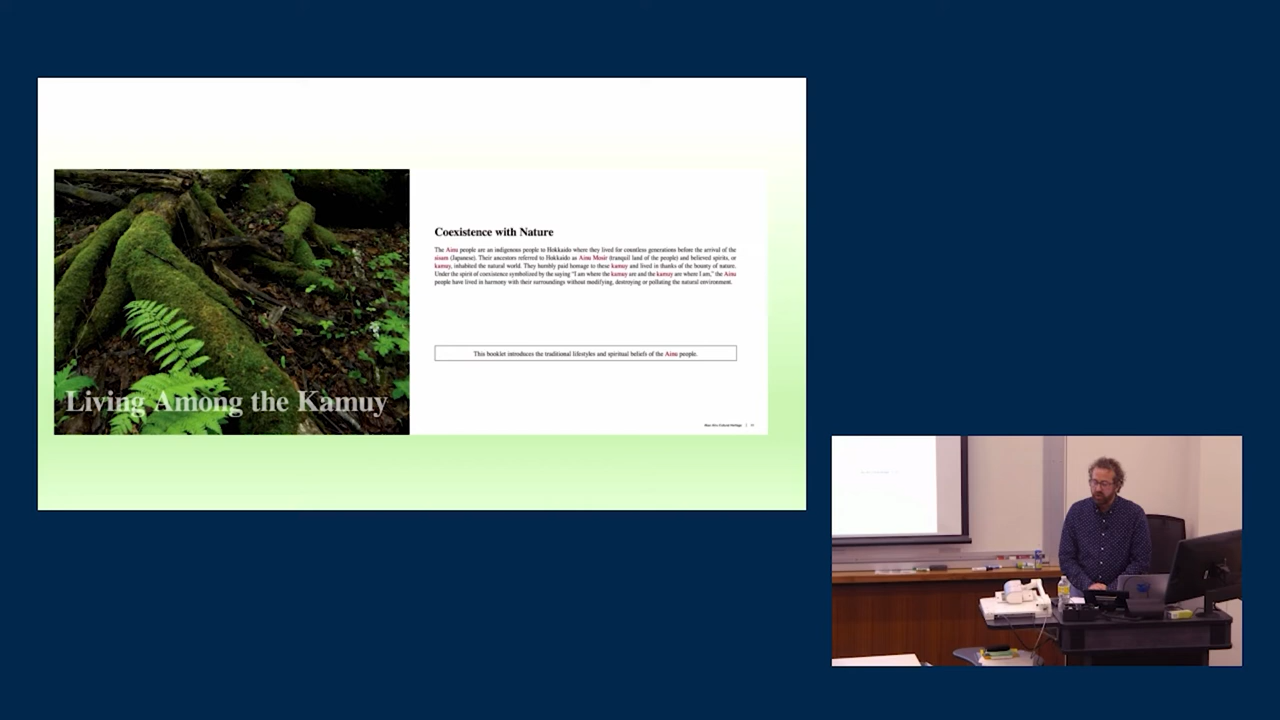 Living Among the Kamuy
Coexistence with Nature
The Ainu people are an indigenous people to Hokkaido where they lived for countless generations before the arrival of the
sisam (Japanese). Their ancestors referred to Hokkaido as Ainu Mosir (tranquil land of the people) and believed spirits, or
kamuy, inhabited the natural world. They humbly paid homage to these kamuy and lived in thanks of the bounty of nature.
Under the spirit of coexistence symbolized by the saying "I am where the kamuy are and the kamuy are where I am," the Ainu
people have lived in harmony with their surroundings without modifying, destroying or polluting the natural environment.
This booklet introduces the traditional lifestyles and spiritual beliefs of the Ainu people.